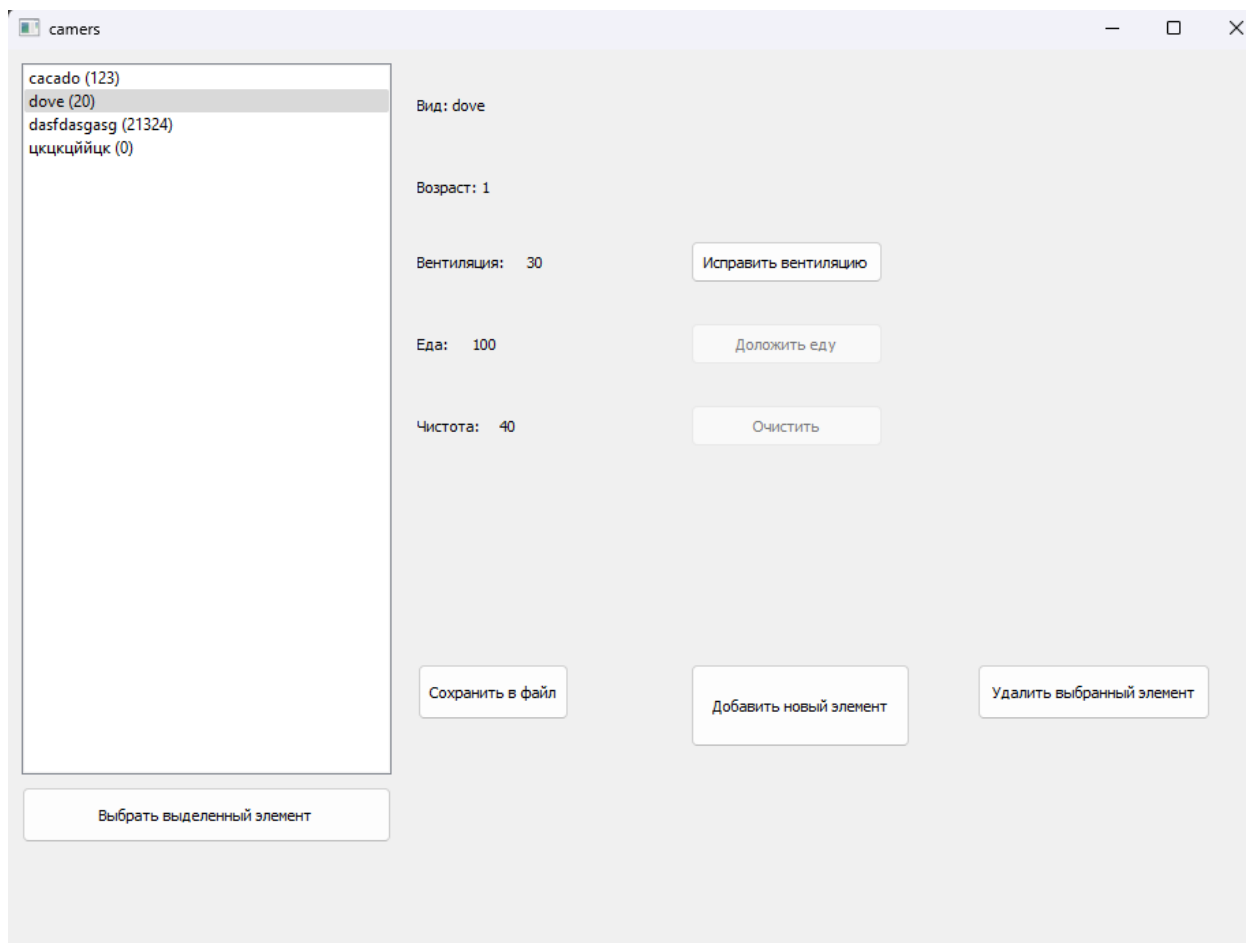 camers
cacado (123)
dove (20)
dasfdasgasg (21324)
цкцкцййцк (0)
Вид: dove
Возраст: 1
Вентиляция: 30
Исправить вентиляцию
Еда: 100
Доложить еду
Чистота: 40
Очистить
Сохранить в файл
Добавить новый элемент
Удалить выбранный элемент
Выбрать выделенный элемент